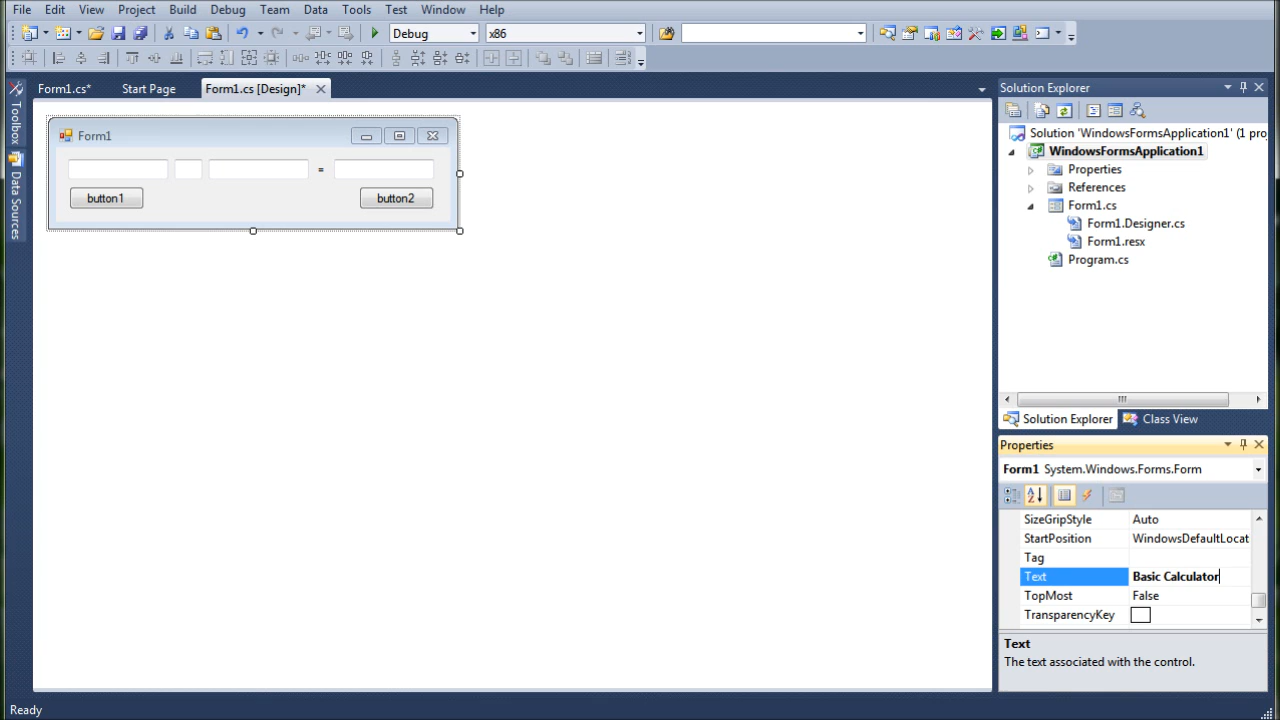 File Edit View Project Build Debug Team Data Tools Test Window Help
Debug x86
Form1.cs* Start Page Form1.cs [Design]*
Toolbox
Data Sources
Form1
=
button1 button2
Solution Explorer
Solution 'WindowsFormsApplication1' (1 proj
WindowsFormsApplication1
Properties
References
Form1.cs
Form1.Designer.cs
Form1.resx
Program.cs
Solution Explorer Class View
Properties
Form1 System.Windows.Forms.Form
SizeGripStyle Auto
StartPosition WindowsDefaultLocat
Tag
Text Basic Calculator
TopMost False
TransparencyKey
Text
The text associated with the control.
Ready